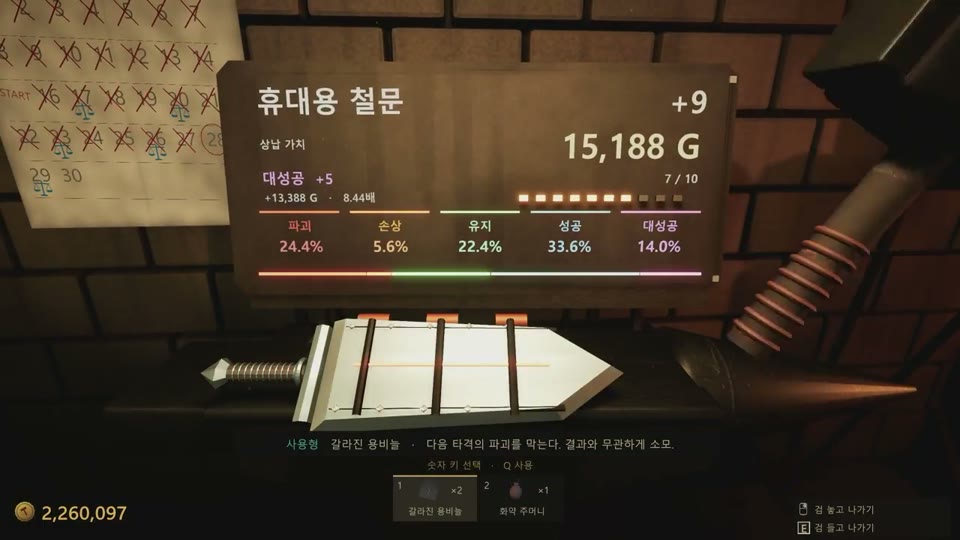 START
29 30
휴대용 철문 +9
상납 가치 15,188 G
대성공 +5 7 / 10
+13,388 G · 8.44배
파괴 손상 유지 성공 대성공
24.4% 5.6% 22.4% 33.6% 14.0%
사용형 갈라진 용비늘 · 다음 타격의 파괴를 막는다. 결과와 무관하게 소모.
숫자 키 선택 · Q 사용
1 ×2 2 ×1
갈라진 용비늘 화약 주머니
2,260,097
검 놓고 나가기
E 검 들고 나가기